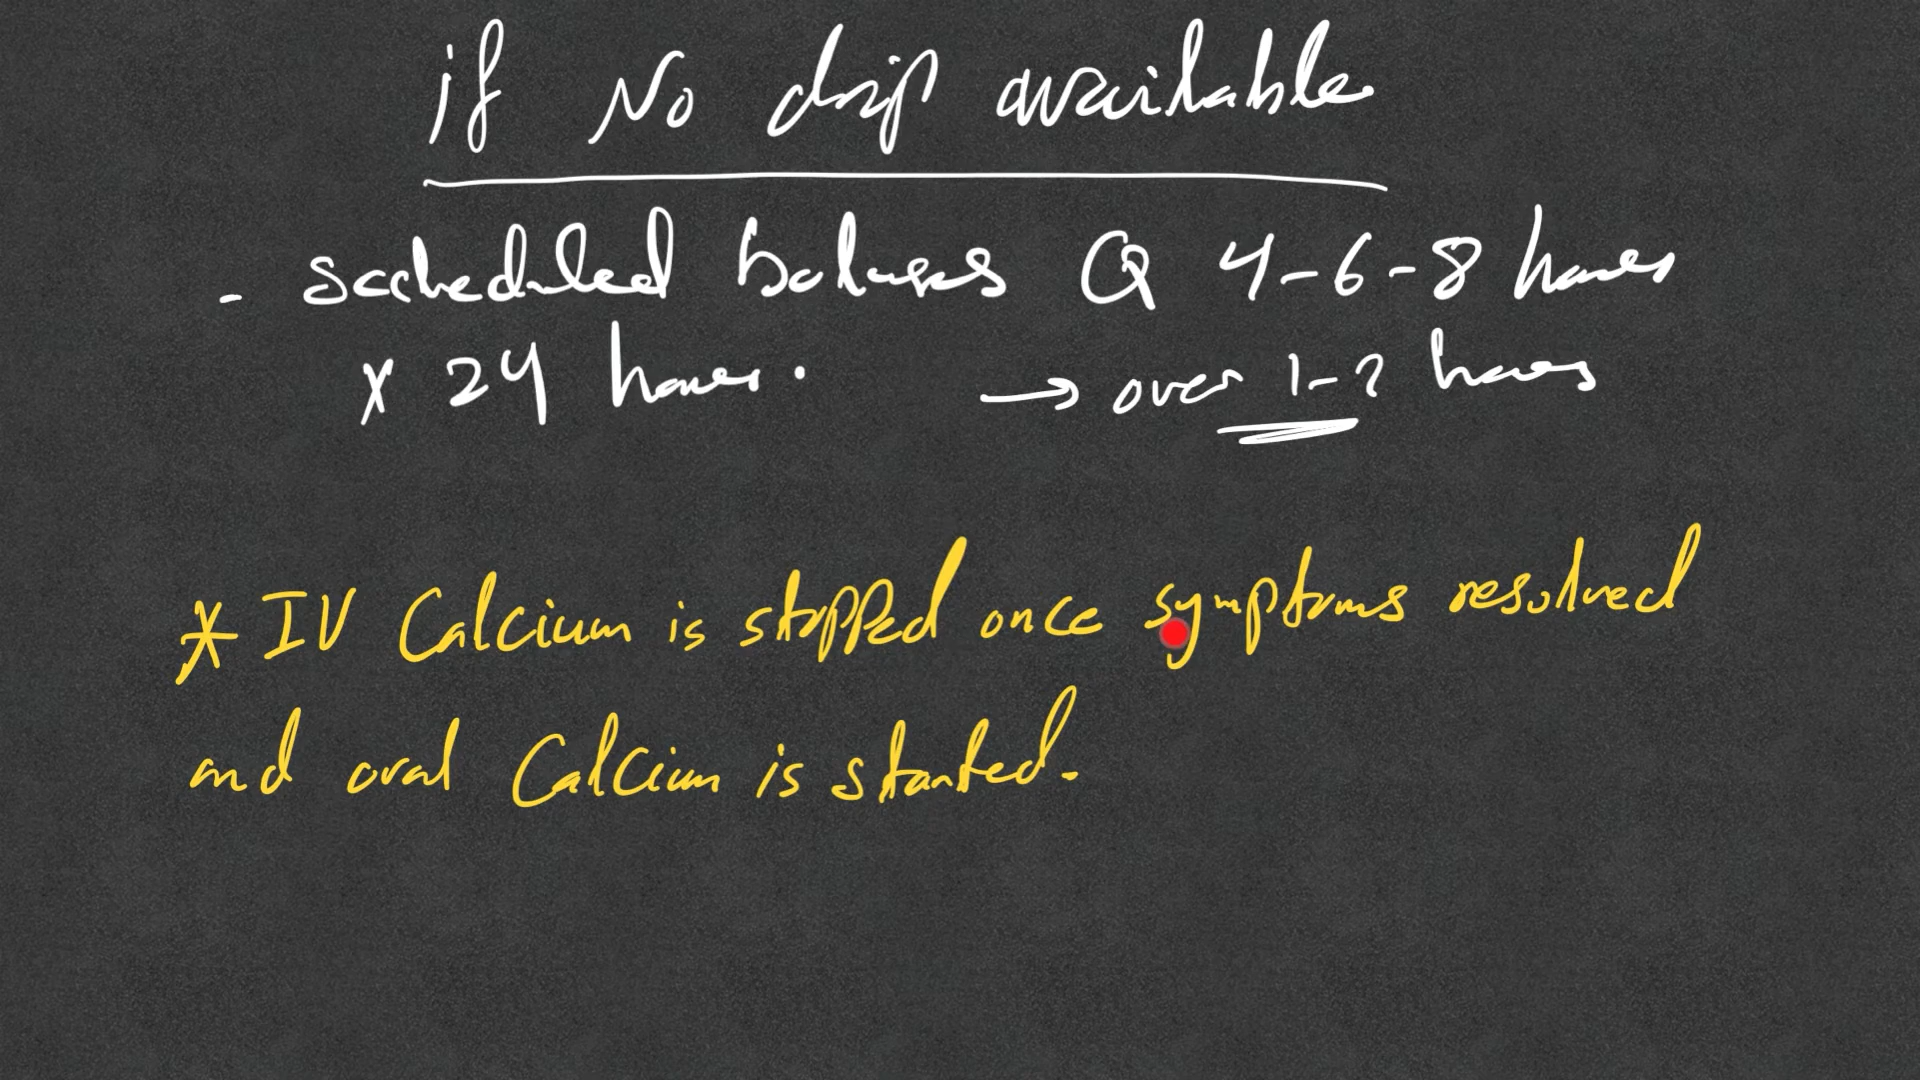 if No drip available
- sccheduled boluses Q 4-6-8 hours
x 24 hours. → over 1-2 hours
* IV Calcium is stopped once symptoms resolved
and oral Calcium is started.